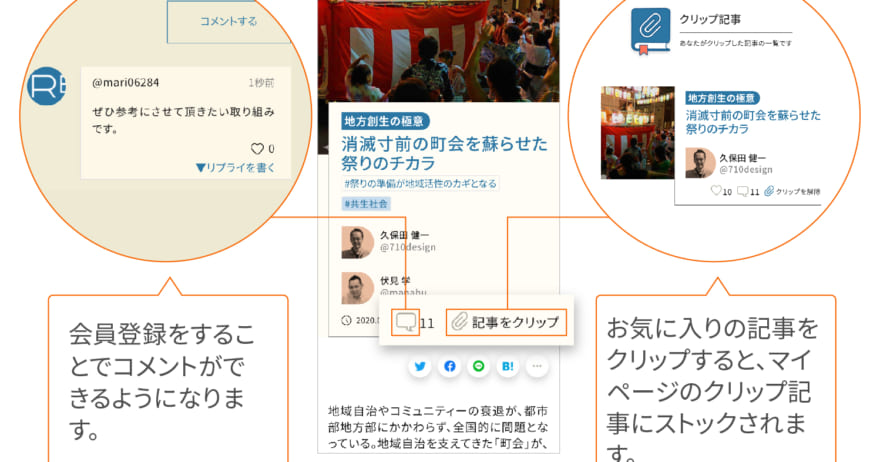 コメントする
@mari06284
1秒前
ぜひ参考にさせて頂きたい取り組み
です。
0
▼リプライを書く
会員登録をするこ
とでコメントがで
きるようになりま
す。
地方創生の極意
消滅寸前の町会を蘇らせた
祭りのチカラ
#祭りの準備が地域活性のカギとなる
#共生社会
久保田 健一
@710design
伏見 学
@manabu
2020.
11
記事をクリップ
B!
地域自治やコミュニティーの衰退が、都市
部地方部にかかわらず、全国的に問題とな
っている。地域自治を支えてきた「町会」が、
クリップ記事
あなたがクリップした記事の一覧です
地方創生の極意
消滅寸前の町会を蘇らせた
祭りのチカラ
久保田 健一
@710design
10 11 クリップを解除
お気に入りの記事を
クリップすると、マイ
ページのクリップ記
事にストックされま
す。